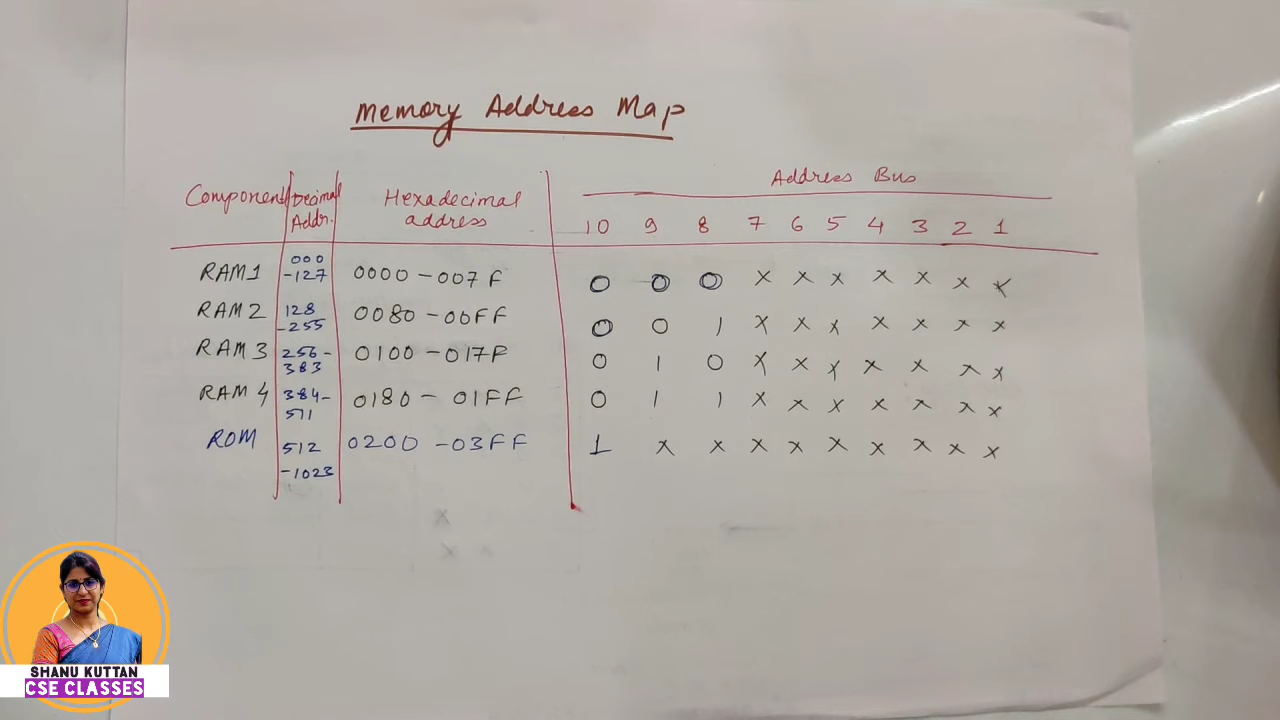 Memory Address Map
Component Decimal Addr. Hexadecimal address Address Bus
10 9 8 7 6 5 4 3 2 1
RAM1 000 -127 0000 - 007F 0 0 0 x x x x x x x
RAM2 128 -255 0080 - 00FF 0 0 1 x x x x x x x
RAM3 256- 383 0100 - 017F 0 1 0 x x x x x x x
RAM4 384- 511 0180 - 01FF 0 1 1 x x x x x x x
ROM 512 -1023 0200 - 03FF 1 x x x x x x x x x
SHANU KUTTAN
CSE CLASSES